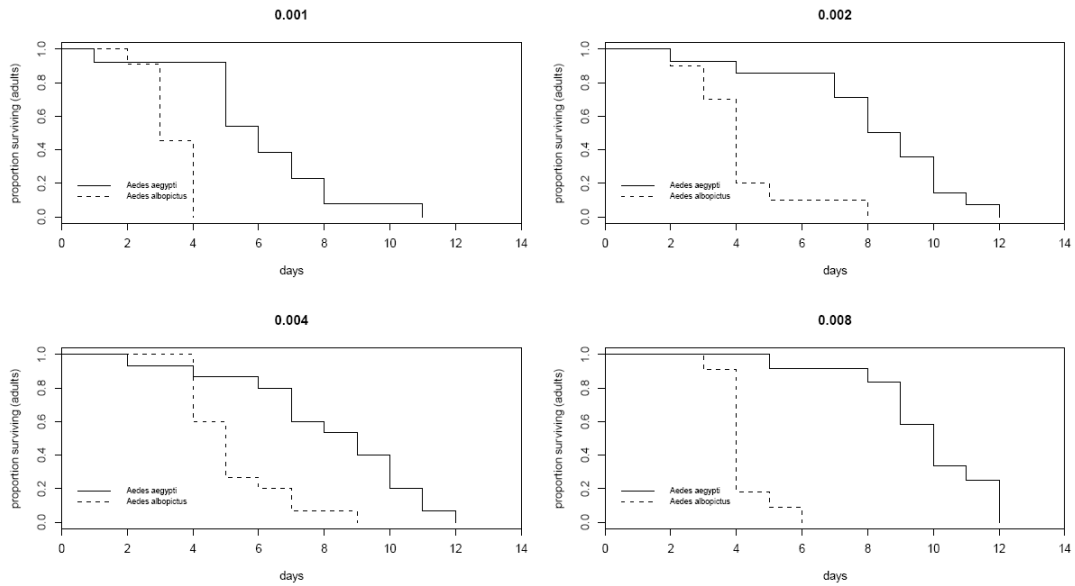 0.001
proportion surviving (adults)
1.0
0.8
0.6
0.4
0.2
0.0
Aedes aegypti
Aedes albopictus
0 2 4 6 8 10 12 14
days
0.002
proportion surviving (adults)
1.0
0.8
0.6
0.4
0.2
0.0
Aedes aegypti
Aedes albopictus
0 2 4 6 8 10 12 14
days
0.004
proportion surviving (adults)
1.0
0.8
0.6
0.4
0.2
0.0
Aedes aegypti
Aedes albopictus
0 2 4 6 8 10 12 14
days
0.008
proportion surviving (adults)
1.0
0.8
0.6
0.4
0.2
0.0
Aedes aegypti
Aedes albopictus
0 2 4 6 8 10 12 14
days